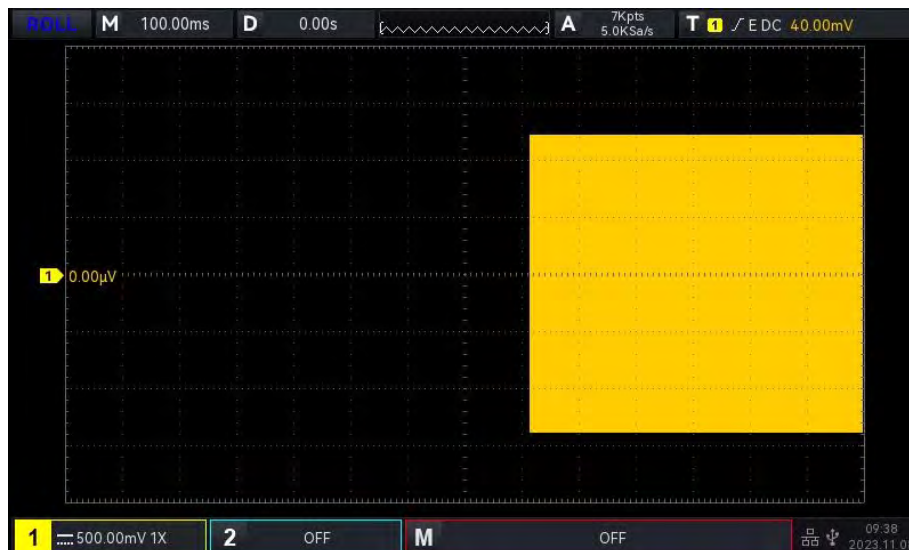 ROLL M 100.00ms D 0.00s A 7Kpts 5.0KSa/s T 1 E DC 40.00mV
1 0.00µV
1 500.00mV 1X 2 OFF M OFF 09:38
2023.11.0